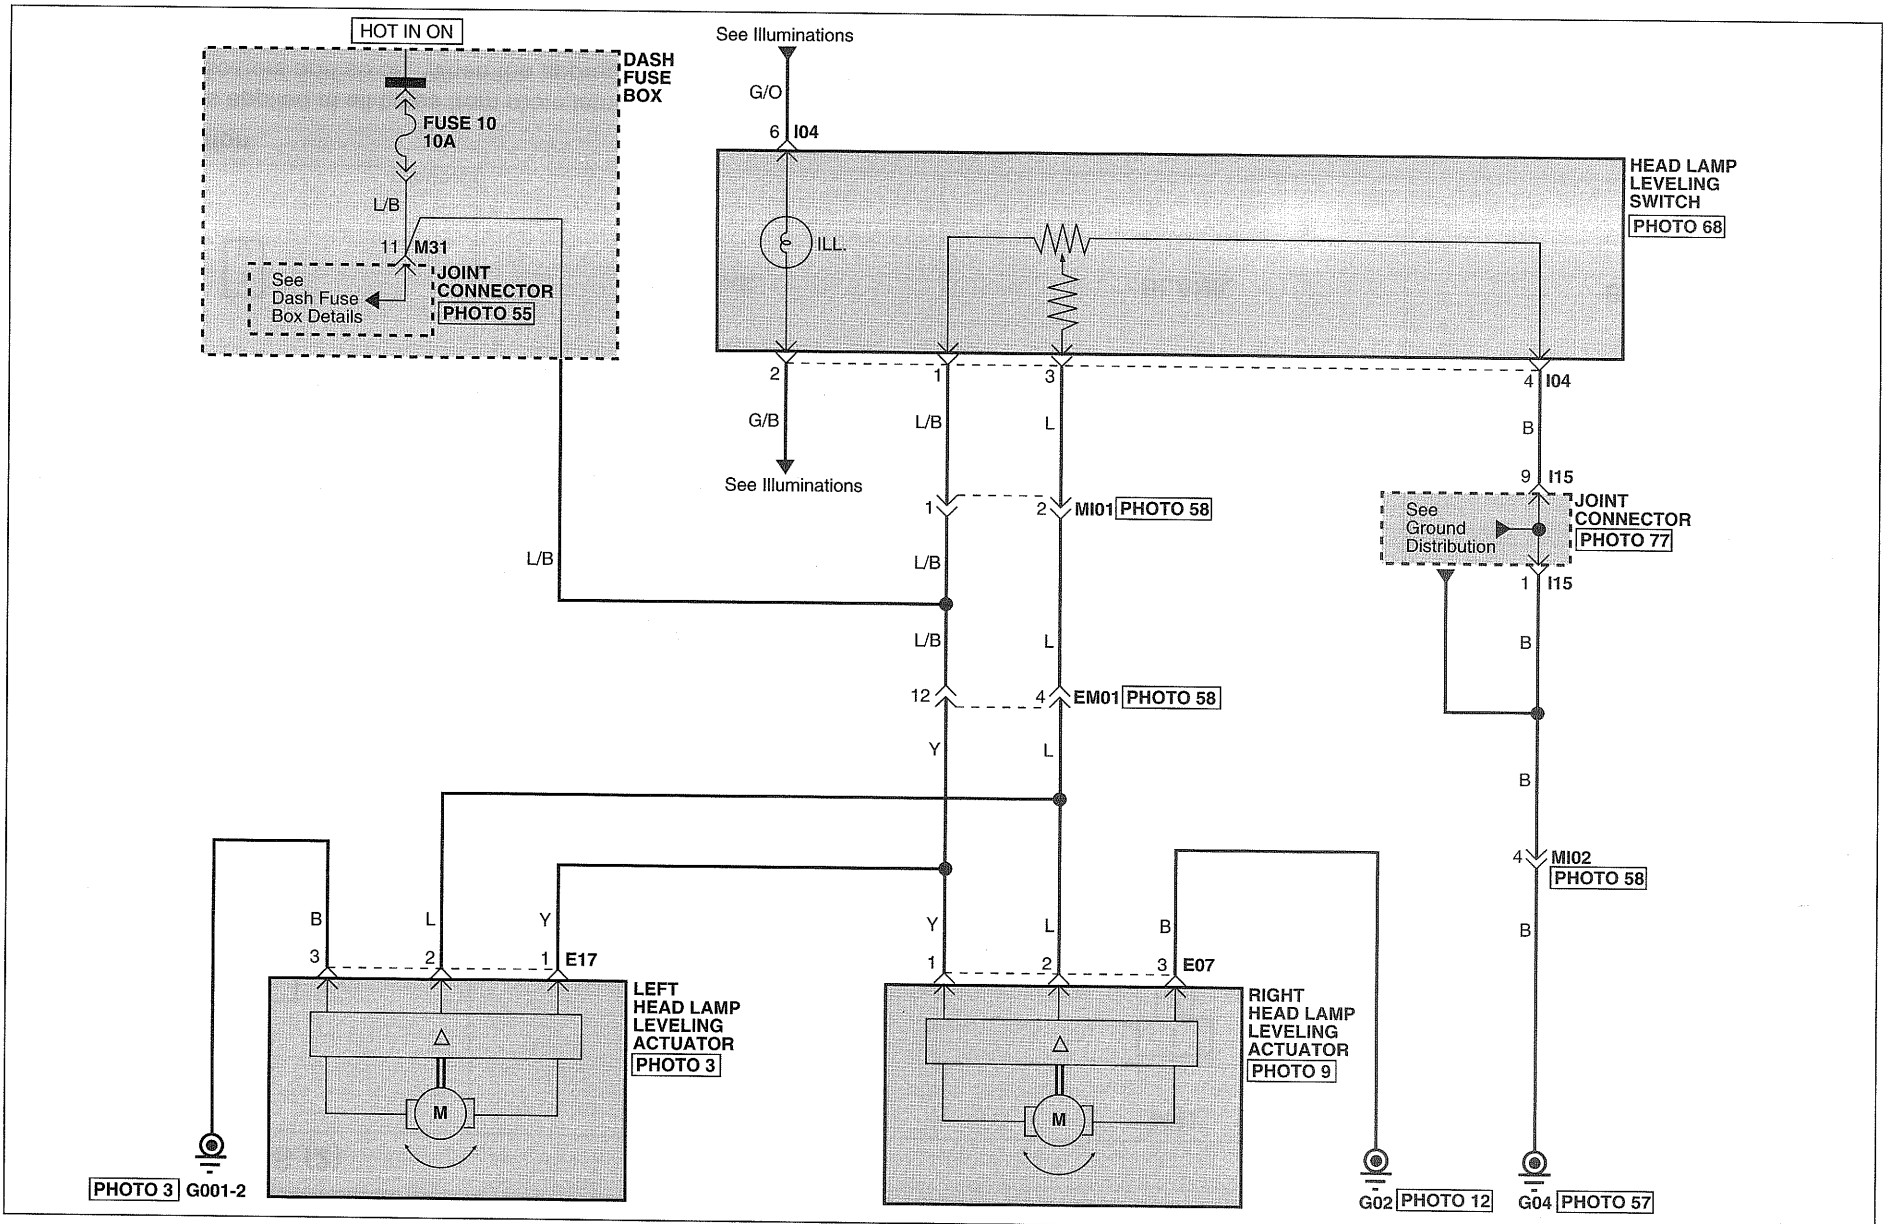 HOT IN ON
See Illuminations
DASH
FUSE
BOX
G/O
FUSE 10
10A
6 I04
HEAD LAMP
LEVELING
SWITCH
PHOTO 68
L/B
11 M31
ILL.
See
Dash Fuse
Box Details
JOINT
CONNECTOR
PHOTO 55
2
1
3
4 I04
G/B
L/B
L
B
9 I15
See Illuminations
1
2 MI01 PHOTO 58
See
Ground
Distribution
JOINT
CONNECTOR
PHOTO 77
L/B
L/B
1 I15
L/B
L
B
12
4 EM01 PHOTO 58
Y
L
B
4 MI02
PHOTO 58
B
L
Y
Y
L
B
B
3
2
1 E17
1
2
3 E07
LEFT
HEAD LAMP
LEVELING
ACTUATOR
PHOTO 3
RIGHT
HEAD LAMP
LEVELING
ACTUATOR
PHOTO 9
M
M
PHOTO 3 G001-2
G02 PHOTO 12
G04 PHOTO 57